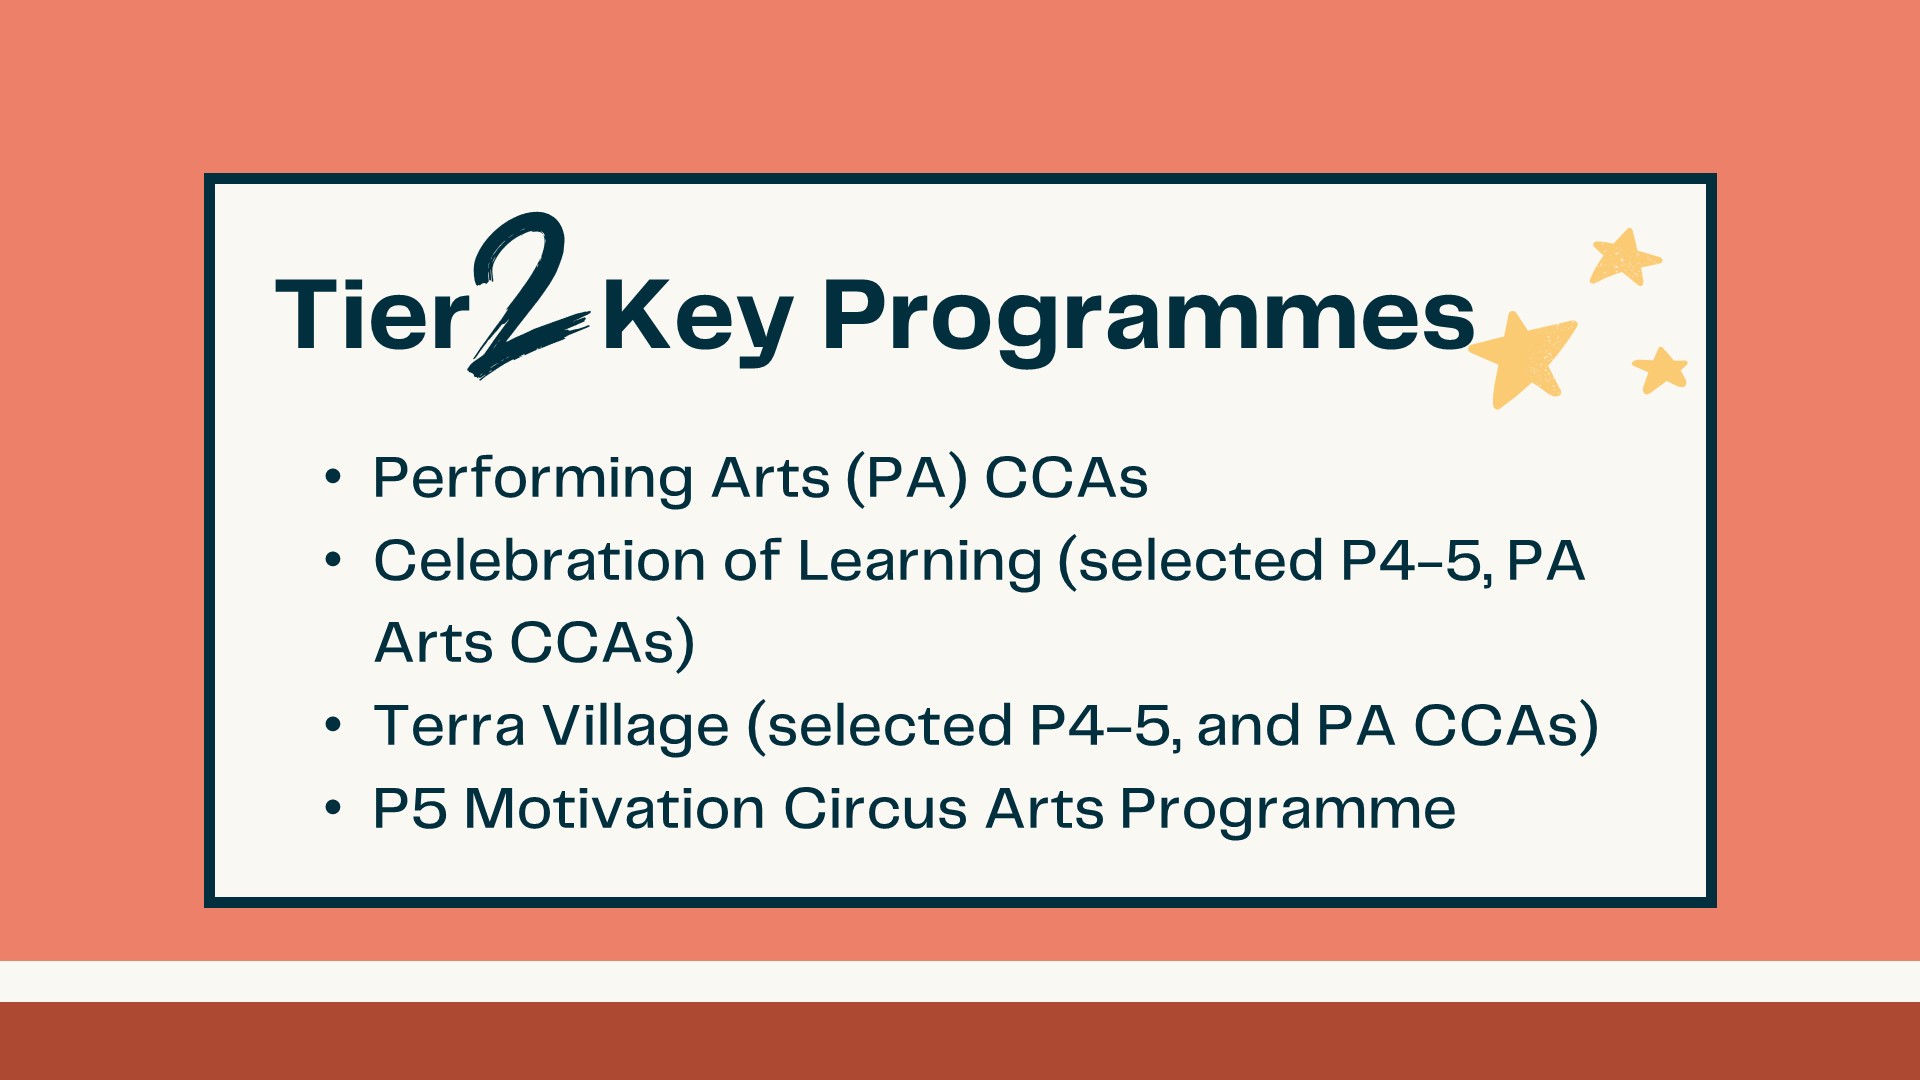 Tier 2 Key Programmes
• Performing Arts (PA) CCAs
• Celebration of Learning (selected P4-5, PA
Arts CCAs)
• Terra Village (selected P4-5, and PA CCAs)
• P5 Motivation Circus Arts Programme